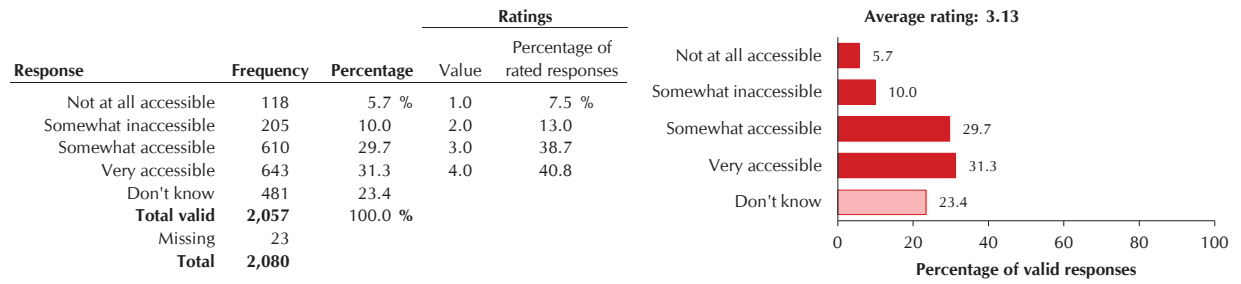 Ratings
Response Frequency Percentage Value Percentage of rated responses
Not at all accessible 118 5.7 % 1.0 7.5 %
Somewhat inaccessible 205 10.0 2.0 13.0
Somewhat accessible 610 29.7 3.0 38.7
Very accessible 643 31.3 4.0 40.8
Don't know 481 23.4
Total valid 2,057 100.0 %
Missing 23
Total 2,080
Average rating: 3.13
Not at all accessible 5.7
Somewhat inaccessible 10.0
Somewhat accessible 29.7
Very accessible 31.3
Don't know 23.4
0 20 40 60 80 100
Percentage of valid responses